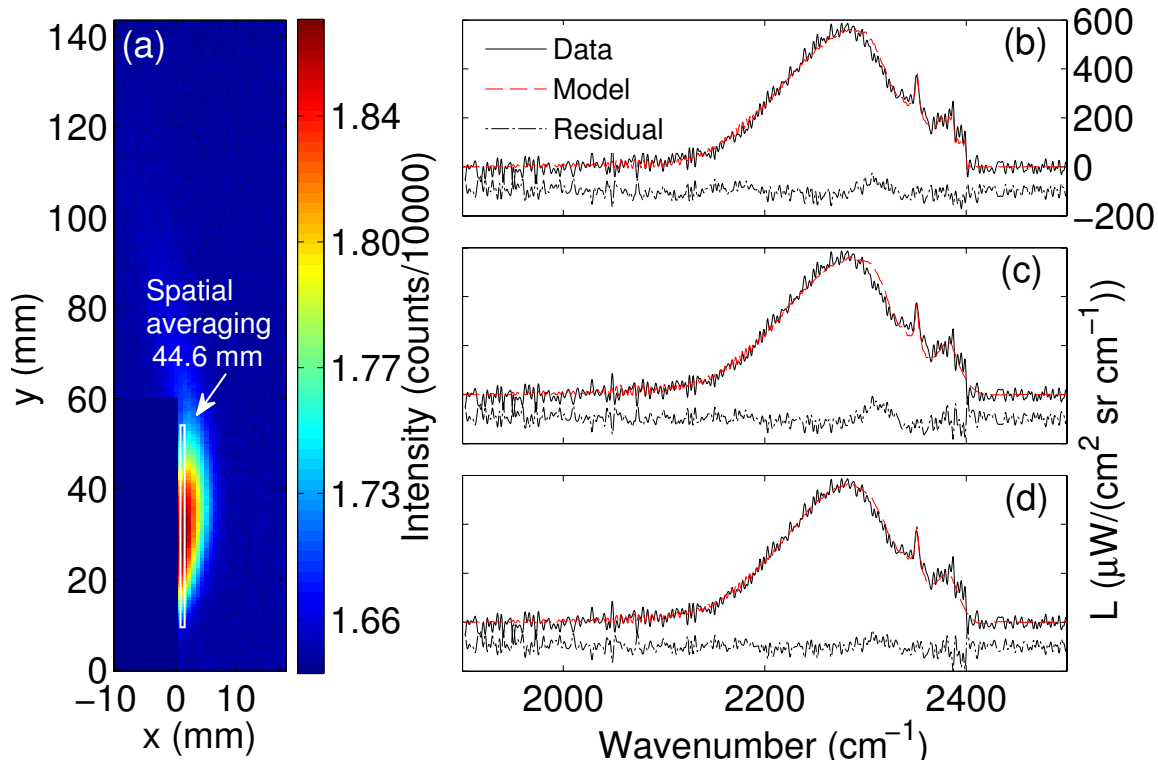 (a)
140
120
100
80
60
40
20
0
y (mm)
−10 0 10
x (mm)
Spatial
averaging
44.6 mm
1.84
1.80
1.77
1.73
1.66
Intensity (counts/10000)
(b)
Data
Model
Residual
600
400
200
0
−200
(c)
(d)
L (μW/(cm² sr cm⁻¹))
2000 2200 2400
Wavenumber (cm⁻¹)